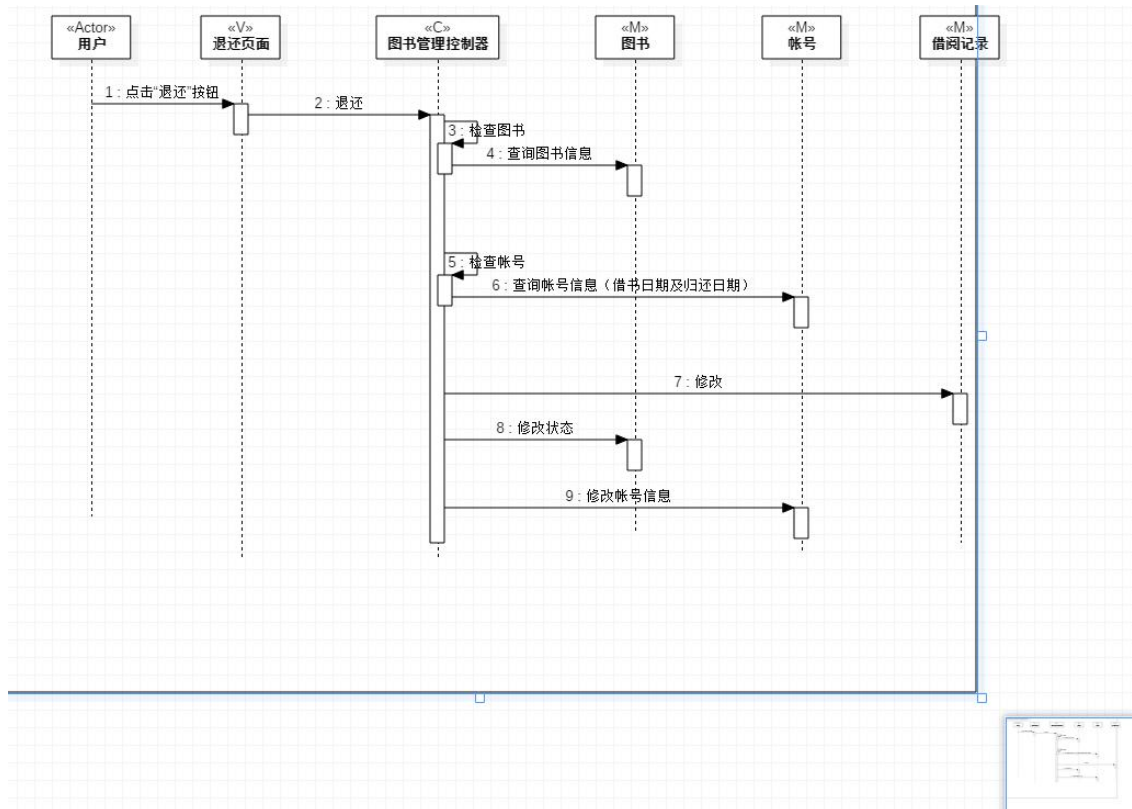 «Actor»
用户
«V»
退还页面
«C»
图书管理控制器
«M»
图书
«M»
帐号
«M»
借阅记录
1 : 点击“退还”按钮
2 : 退还
3 : 检查图书
4 : 查询图书信息
5 : 检查帐号
6 : 查询帐号信息（借书日期及归还日期）
7 : 修改
8 : 修改状态
9 : 修改帐号信息